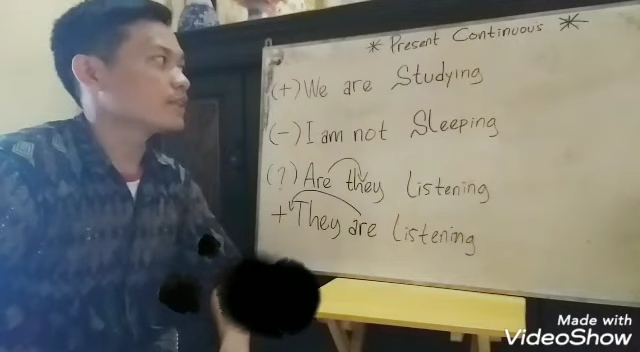 * Present Continuous *
(+) We are Studying
(-) I am not Sleeping
(?) Are they Listening
+ They are Listening
Made with
VideoShow